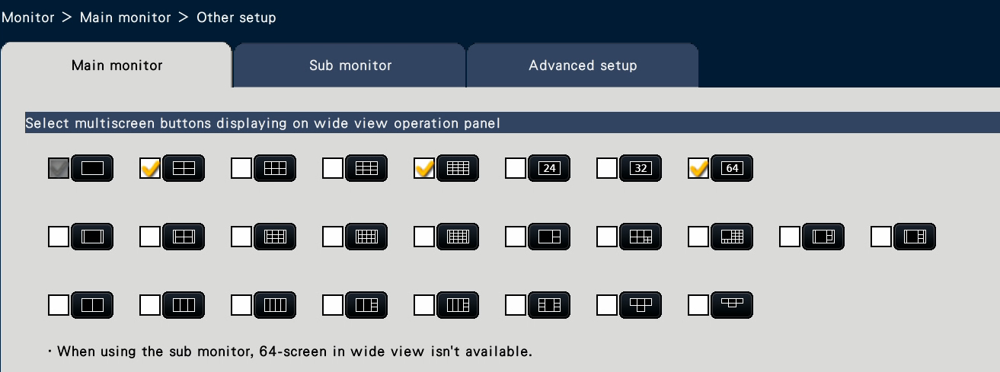 Monitor > Main monitor > Other setup
Main monitor Sub monitor Advanced setup
Select multiscreen buttons displaying on wide view operation panel
24 32 64
· When using the sub monitor, 64-screen in wide view isn't available.